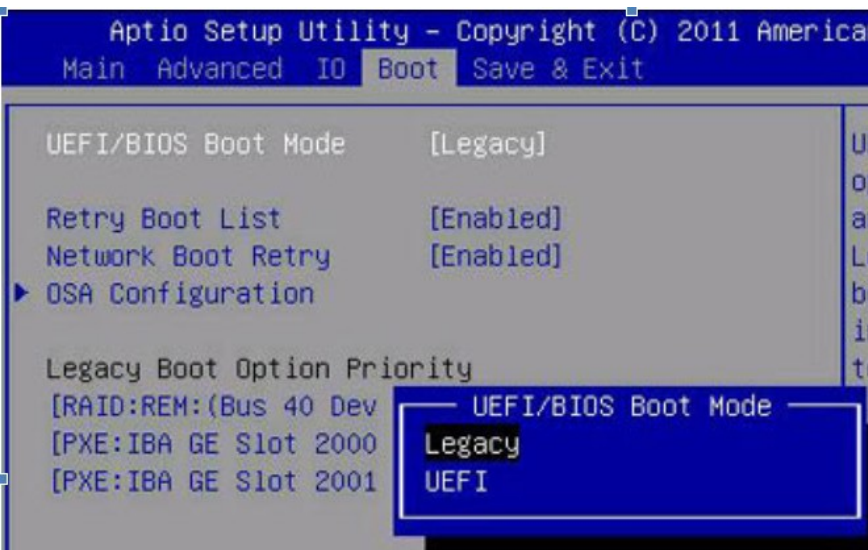 Aptio Setup Utility – Copyright (C) 2011 America
Main Advanced IO Boot Save & Exit
UEFI/BIOS Boot Mode [Legacy]
Retry Boot List [Enabled]
Network Boot Retry [Enabled]
OSA Configuration
Legacy Boot Option Priority
[RAID:REM:(Bus 40 Dev
[PXE:IBA GE Slot 2000
[PXE:IBA GE Slot 2001
UEFI/BIOS Boot Mode
Legacy
UEFI